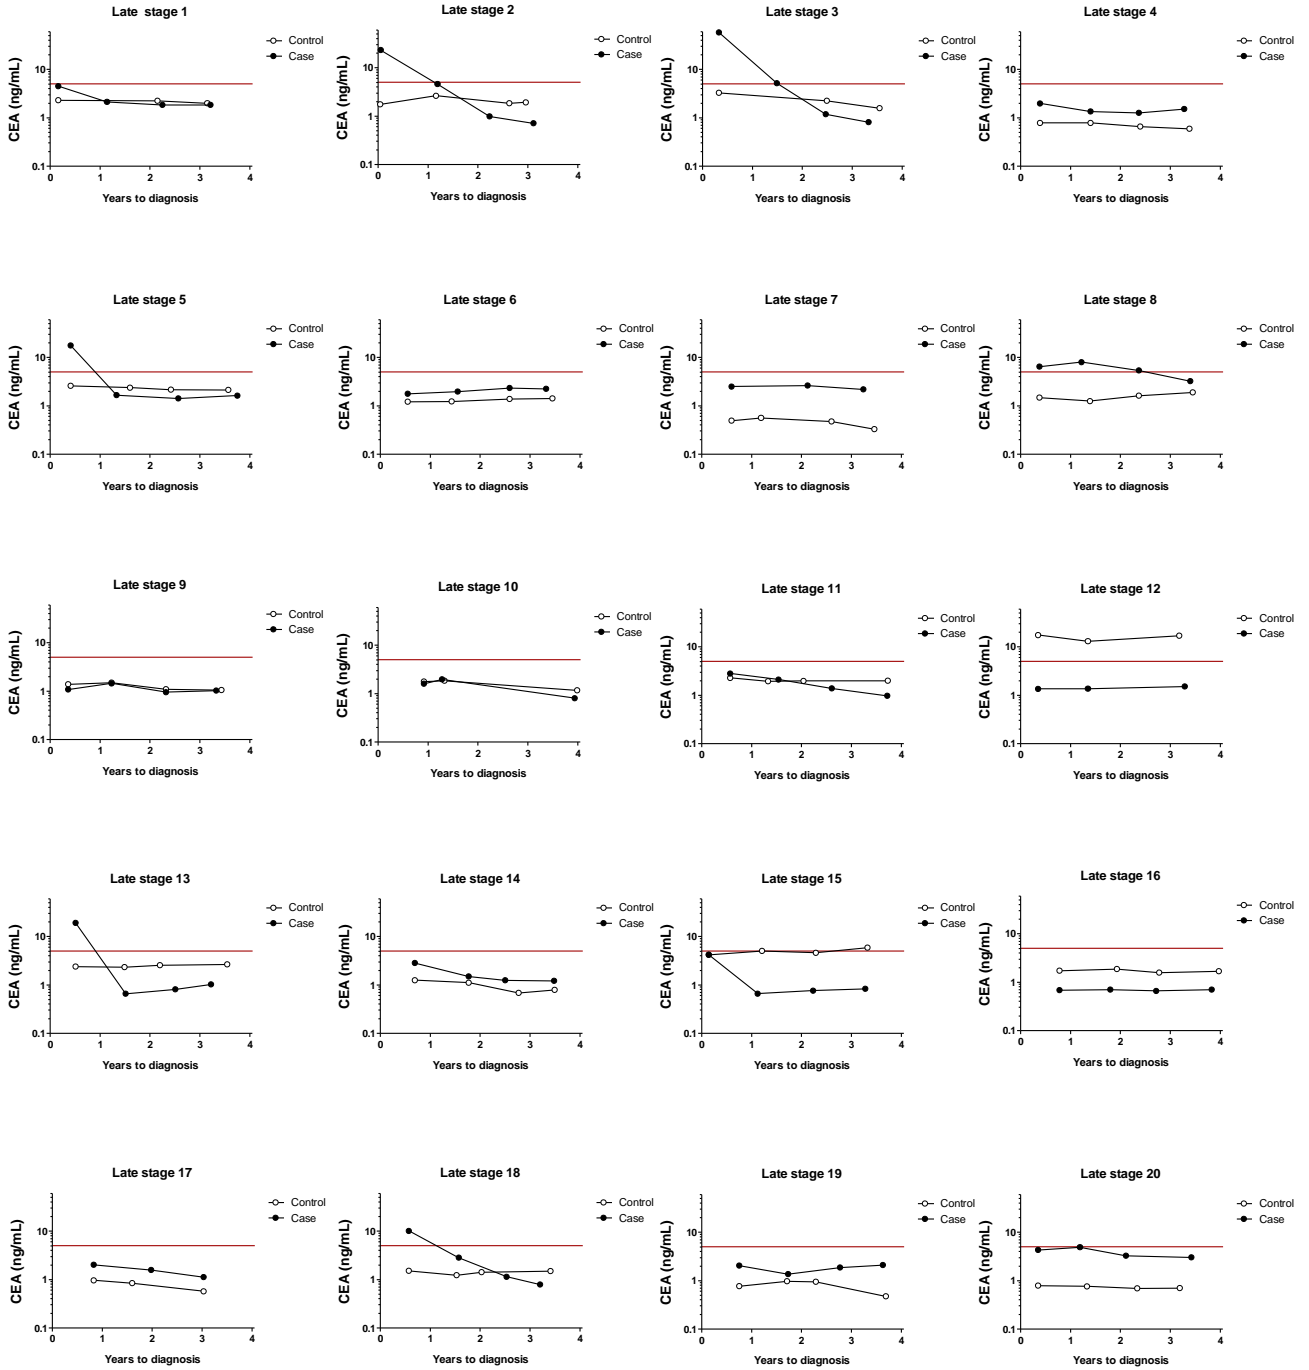 Late stage 1
Control
Case
CEA (ng/mL)
10
1
0.1
0 1 2 3 4
Years to diagnosis
Late stage 2
Control
Case
CEA (ng/mL)
10
1
0.1
0 1 2 3 4
Years to diagnosis
Late stage 3
Control
Case
CEA (ng/mL)
10
1
0.1
0 1 2 3 4
Years to diagnosis
Late stage 4
Control
Case
CEA (ng/mL)
10
1
0.1
0 1 2 3 4
Years to diagnosis
Late stage 5
Control
Case
CEA (ng/mL)
10
1
0.1
0 1 2 3 4
Years to diagnosis
Late stage 6
Control
Case
CEA (ng/mL)
10
1
0.1
0 1 2 3 4
Years to diagnosis
Late stage 7
Control
Case
CEA (ng/mL)
10
1
0.1
0 1 2 3 4
Years to diagnosis
Late stage 8
Control
Case
CEA (ng/mL)
10
1
0.1
0 1 2 3 4
Years to diagnosis
Late stage 9
Control
Case
CEA (ng/mL)
10
1
0.1
0 1 2 3 4
Years to diagnosis
Late stage 10
Control
Case
CEA (ng/mL)
10
1
0.1
0 1 2 3 4
Years to diagnosis
Late stage 11
Control
Case
CEA (ng/mL)
10
1
0.1
0 1 2 3 4
Years to diagnosis
Late stage 12
Control
Case
CEA (ng/mL)
10
1
0.1
0 1 2 3 4
Years to diagnosis
Late stage 13
Control
Case
CEA (ng/mL)
10
1
0.1
0 1 2 3 4
Years to diagnosis
Late stage 14
Control
Case
CEA (ng/mL)
10
1
0.1
0 1 2 3 4
Years to diagnosis
Late stage 15
Control
Case
CEA (ng/mL)
10
1
0.1
0 1 2 3 4
Years to diagnosis
Late stage 16
Control
Case
CEA (ng/mL)
10
1
0.1
0 1 2 3 4
Years to diagnosis
Late stage 17
Control
Case
CEA (ng/mL)
10
1
0.1
0 1 2 3 4
Years to diagnosis
Late stage 18
Control
Case
CEA (ng/mL)
10
1
0.1
0 1 2 3 4
Years to diagnosis
Late stage 19
Control
Case
CEA (ng/mL)
10
1
0.1
0 1 2 3 4
Years to diagnosis
Late stage 20
Control
Case
CEA (ng/mL)
10
1
0.1
0 1 2 3 4
Years to diagnosis